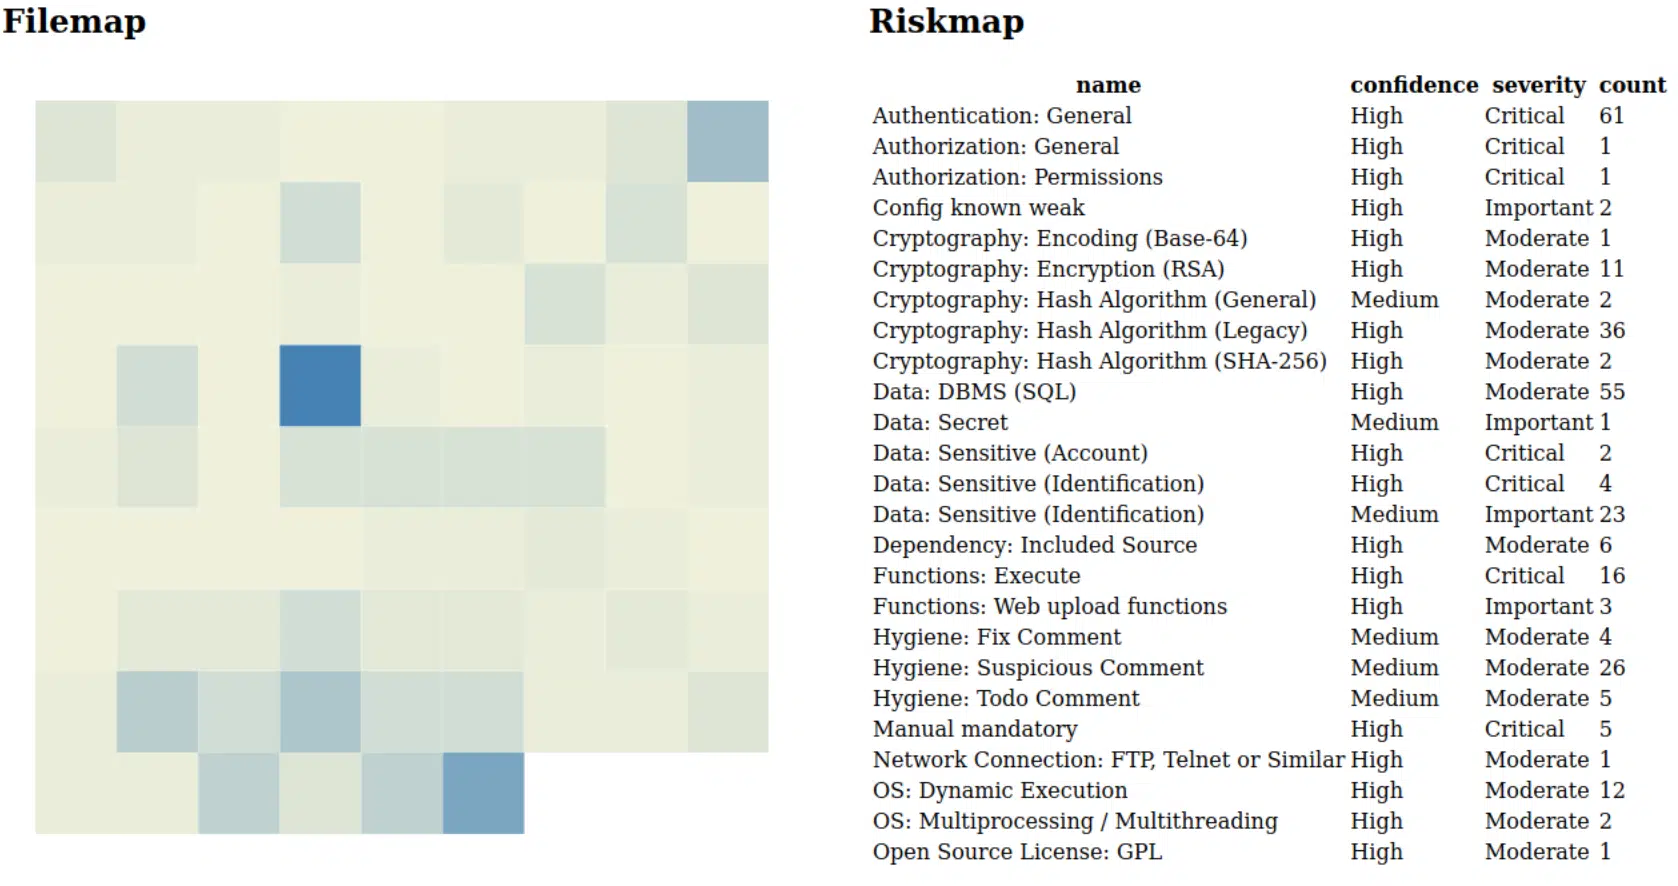 Filemap
Riskmap
name confidence severity count
Authentication: General High Critical 61
Authorization: General High Critical 1
Authorization: Permissions High Critical 1
Config known weak High Important 2
Cryptography: Encoding (Base-64) High Moderate 1
Cryptography: Encryption (RSA) High Moderate 11
Cryptography: Hash Algorithm (General) Medium Moderate 2
Cryptography: Hash Algorithm (Legacy) High Moderate 36
Cryptography: Hash Algorithm (SHA-256) High Moderate 2
Data: DBMS (SQL) High Moderate 55
Data: Secret Medium Important 1
Data: Sensitive (Account) High Critical 2
Data: Sensitive (Identification) High Critical 4
Data: Sensitive (Identification) Medium Important 23
Dependency: Included Source High Moderate 6
Functions: Execute High Critical 16
Functions: Web upload functions High Important 3
Hygiene: Fix Comment Medium Moderate 4
Hygiene: Suspicious Comment Medium Moderate 26
Hygiene: Todo Comment Medium Moderate 5
Manual mandatory High Critical 5
Network Connection: FTP, Telnet or Similar High Moderate 1
OS: Dynamic Execution High Moderate 12
OS: Multiprocessing / Multithreading High Moderate 2
Open Source License: GPL High Moderate 1